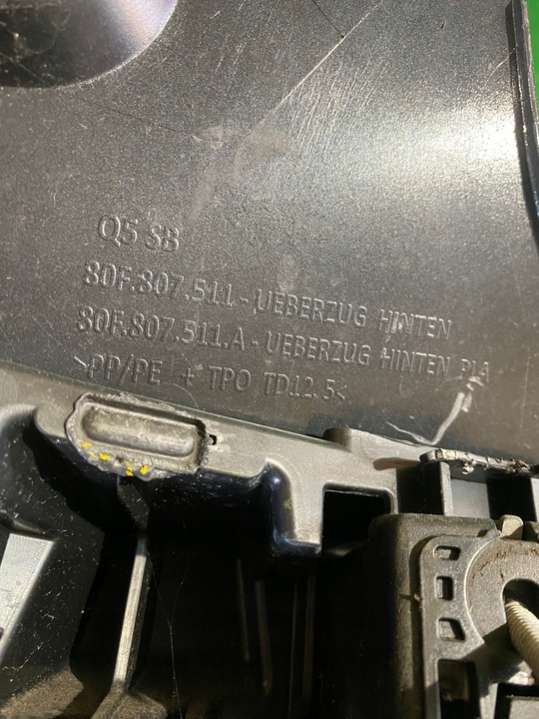 Q5 SB
80F.807.511 - UEBERZUG HINTEN
80F.807.511.A - UEBERZUG HINTEN PIA
>PP/PE + TPO TD12.5<